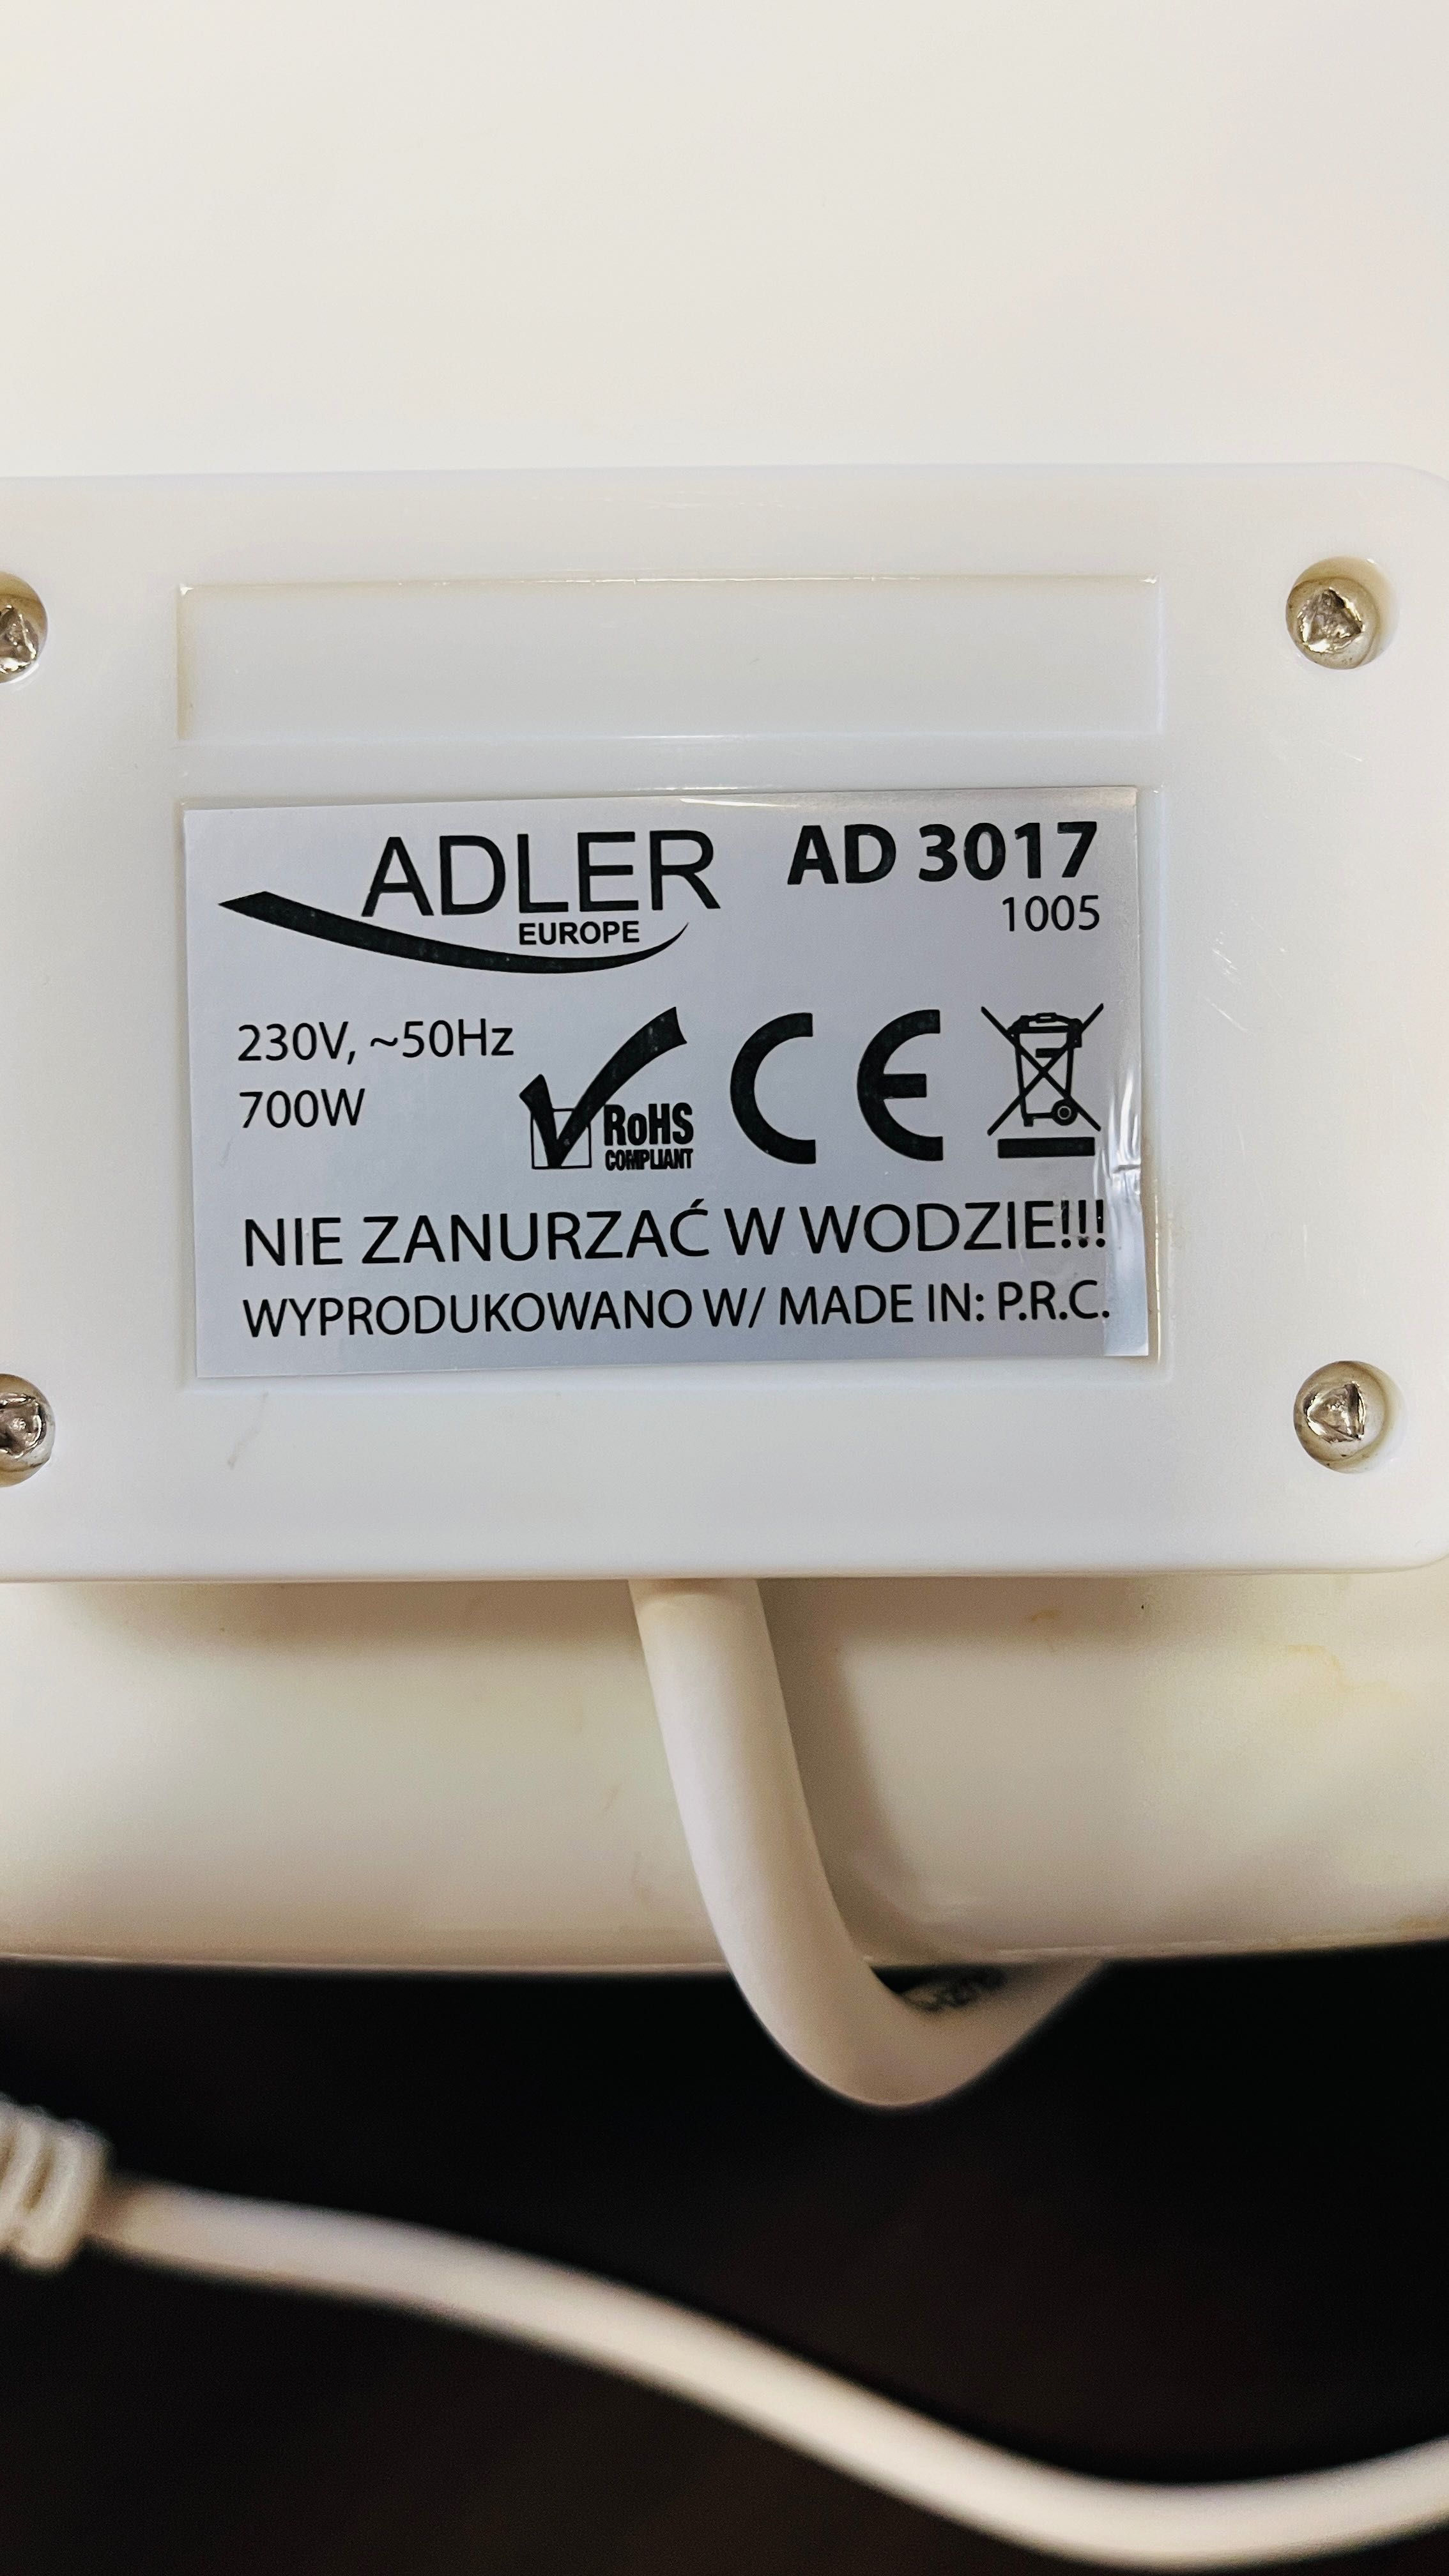 ADLER
EUROPE
AD 3017
1005
230V, ~50Hz
700W
RoHS
COMPLIANT
CE
NIE ZANURZAĆ W WODZIE!!!
WYPRODUKOWANO W/ MADE IN: P.R.C.